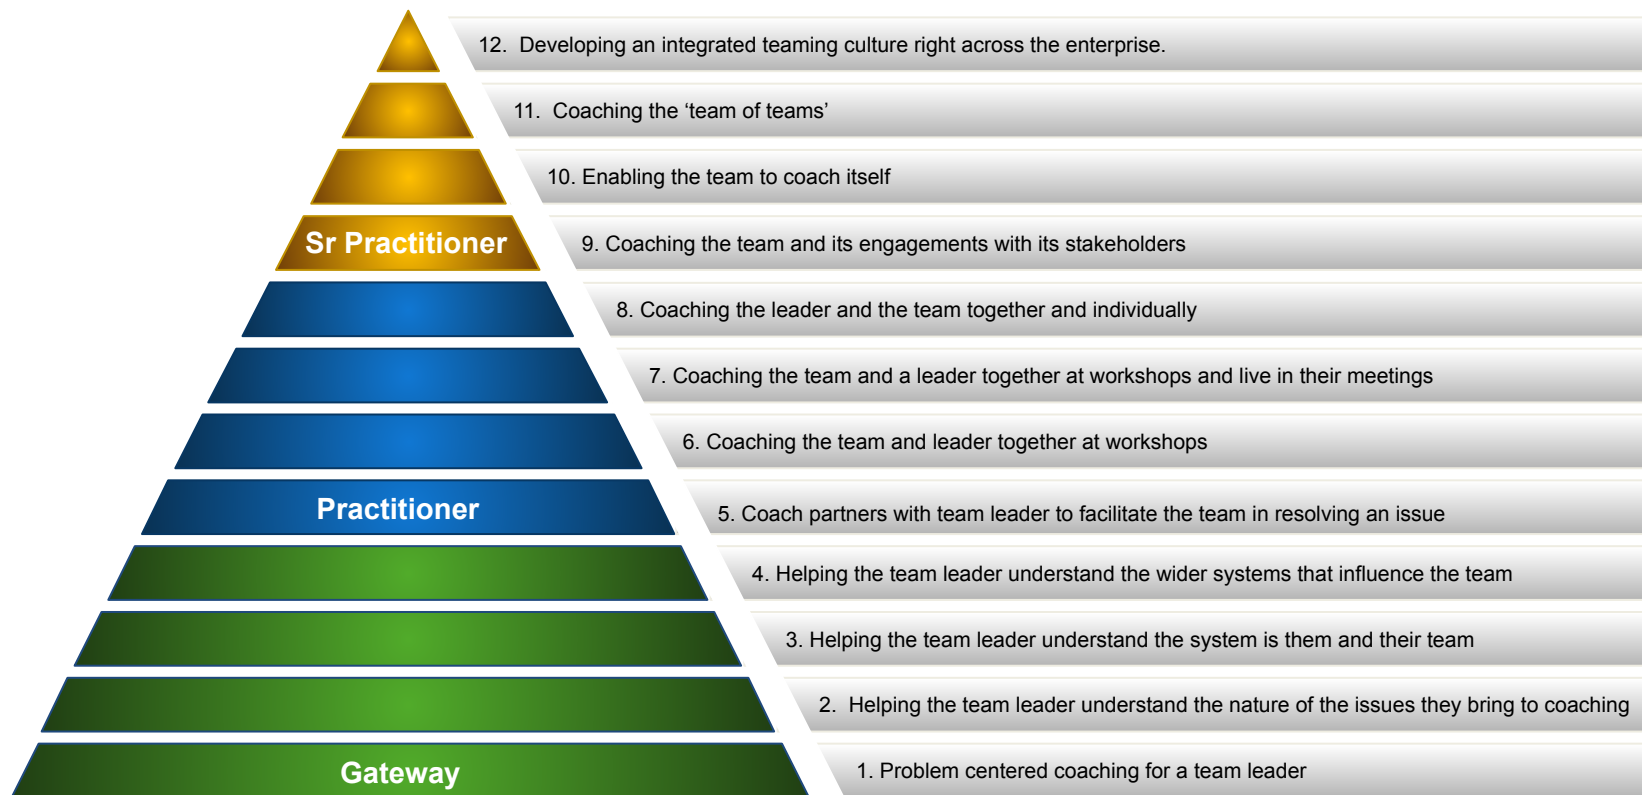 12.  Developing an integrated teaming culture right across the enterprise.
11.  Coaching the ‘team of teams’
10. Enabling the team to coach itself
Sr Practitioner
9. Coaching the team and its engagements with its stakeholders
8. Coaching the leader and the team together and individually
7. Coaching the team and a leader together at workshops and live in their meetings
6. Coaching the team and leader together at workshops
Practitioner
5. Coach partners with team leader to facilitate the team in resolving an issue
4. Helping the team leader understand the wider systems that influence the team
3. Helping the team leader understand the system is them and their team
2.  Helping the team leader understand the nature of the issues they bring to coaching
Gateway
1. Problem centered coaching for a team leader